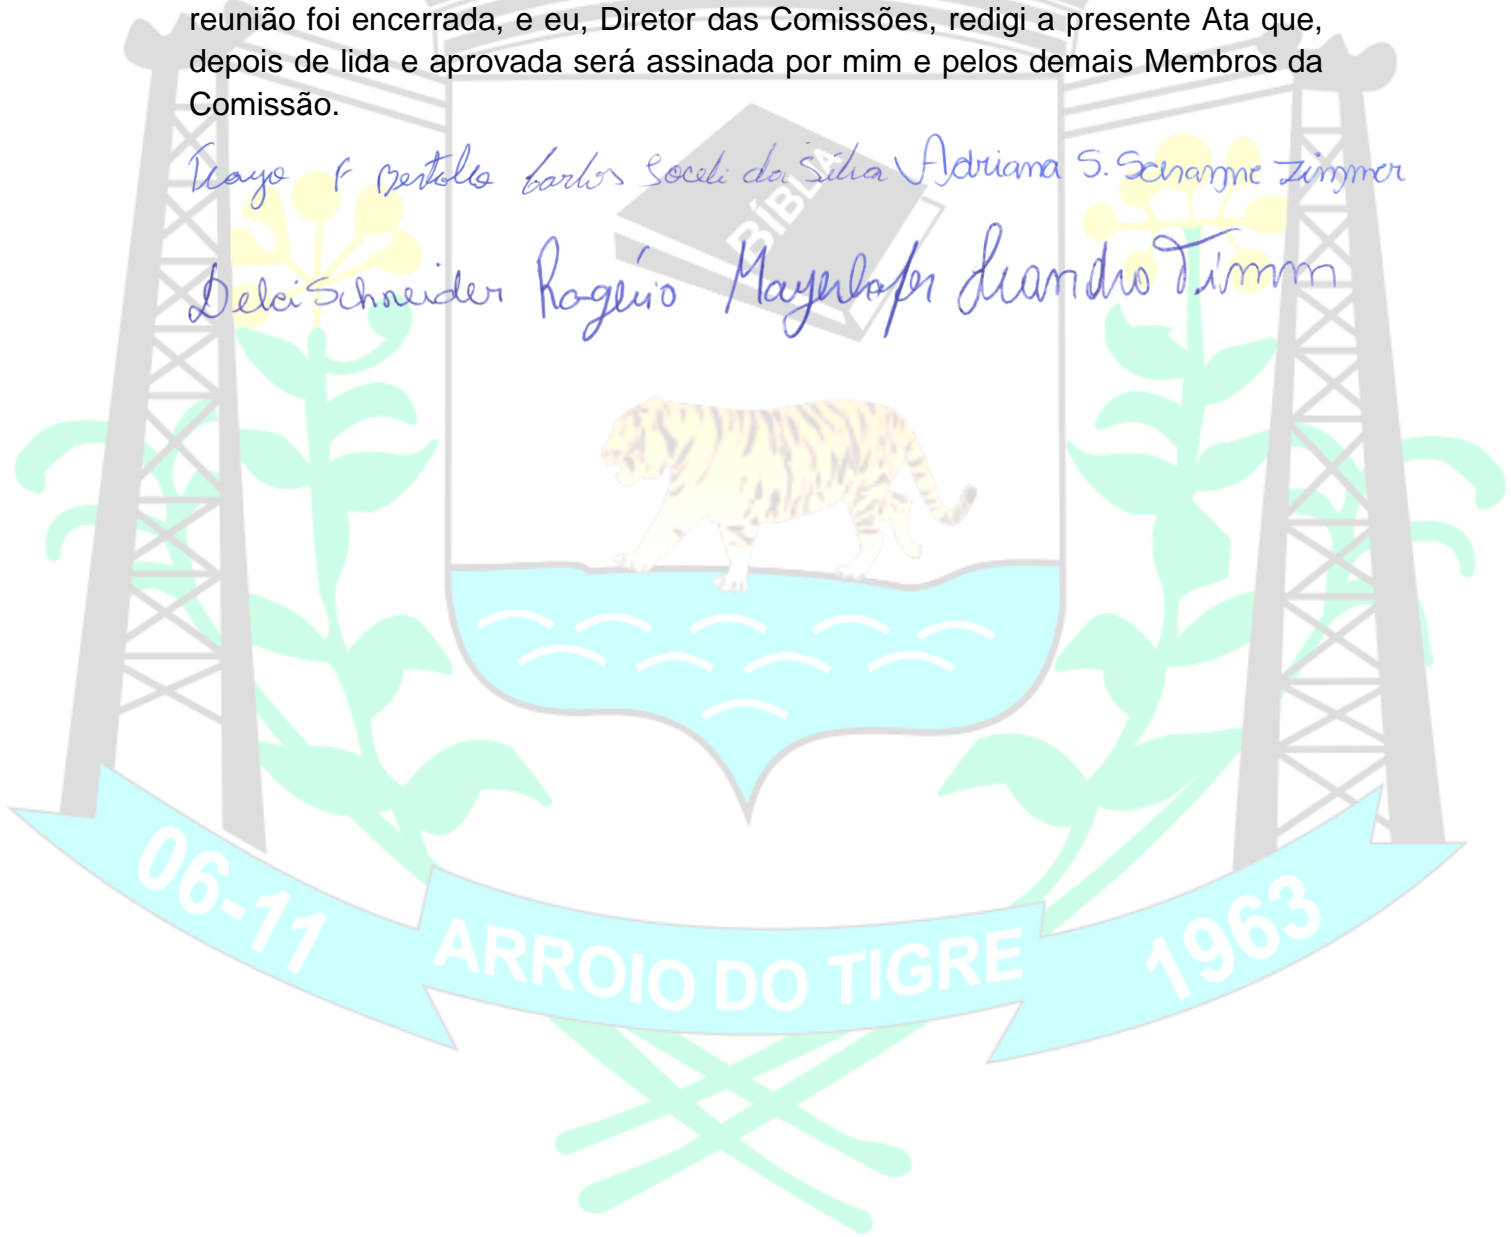 reunião foi encerrada, e eu, Diretor das Comissões, redigi a presente Ata que,
depois de lida e aprovada será assinada por mim e pelos demais Membros da
Comissão.
F Carlos da Silva Adriana S. Zimmer
Delci Schneider Rogério Mayerhofer Leandro Timm
BÍBLIA
06-11
ARROIO DO TIGRE
1963